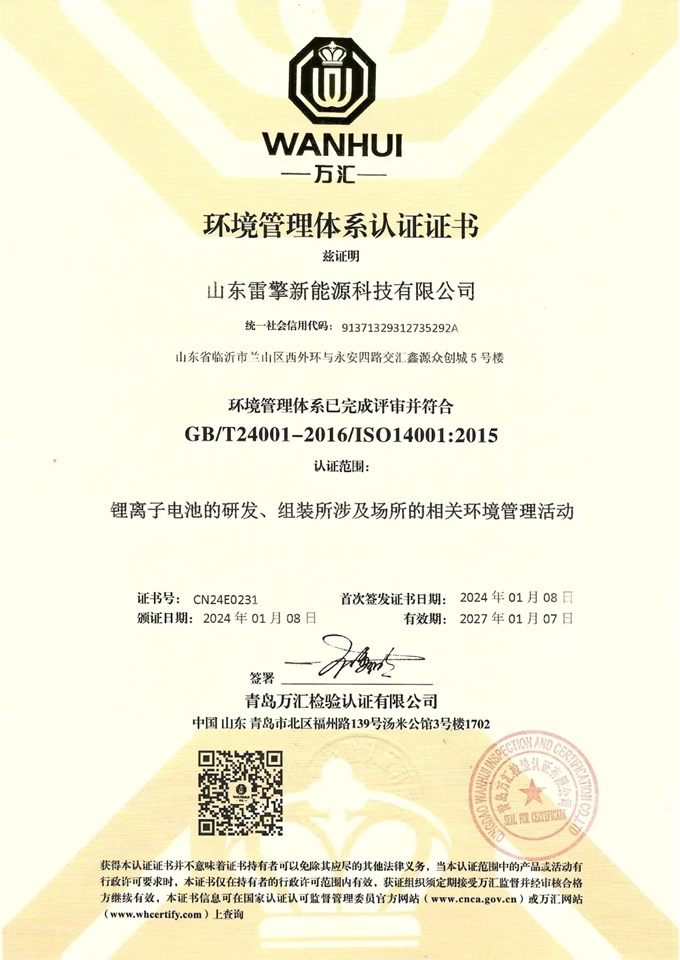 WANHUI
万汇
环境管理体系认证证书
兹证明
山东雷擎新能源科技有限公司
统一社会信用代码： 91371329312735292A
山东省临沂市兰山区西外环与永安四路交汇鑫源众创城 5 号楼
环境管理体系已完成评审并符合
GB/T24001-2016/ISO14001:2015
认证范围：
锂离子电池的研发、组装所涉及场所的相关环境管理活动
证书号： CN24E0231 首次签发证书日期： 2024 年 01 月 08 日
颁证日期： 2024 年 01 月 08 日 有效期： 2027 年 01 月 07 日
签署
青岛万汇检验认证有限公司
中国 山东 青岛市北区福州路139号汤米公馆3号楼1702
WANHUI
QINGDAO WANHUI INSPECTION AND CERTIFICATION CO.,LTD
青岛万汇检验认证有限公司
SEAL FOR CERTIFICATE
获得本认证证书并不意味着证书持有者可以免除其应尽的其他法律义务，当本认证范围中的产品或活动有
行政许可要求时，本证书仅在持有者的行政许可范围内有效，获证组织须定期接受万汇监督并经审核合格
方继续有效，本证书信息可在国家认证认可监督管理委员官方网站（www.cnca.gov.cn）或万汇网站
（www.whcertify.com）上查询